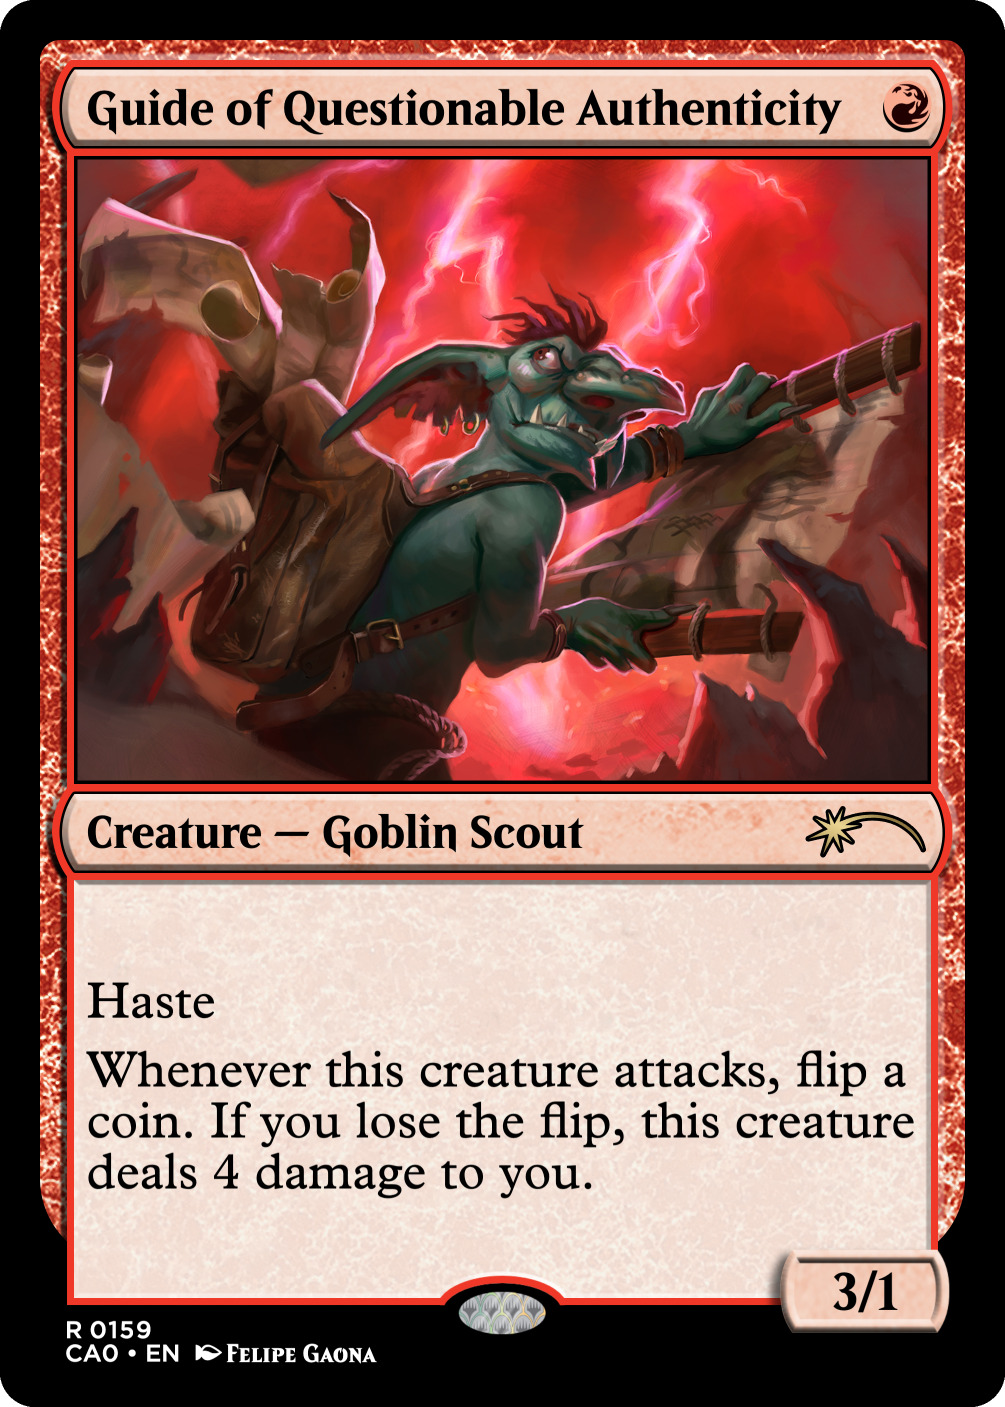 Guide of Questionable Authenticity
Creature — Goblin Scout
Haste
Whenever this creature attacks, flip a
coin. If you lose the flip, this creature
deals 4 damage to you.
3/1
R 0159
CAO • EN FELIPE GAONA